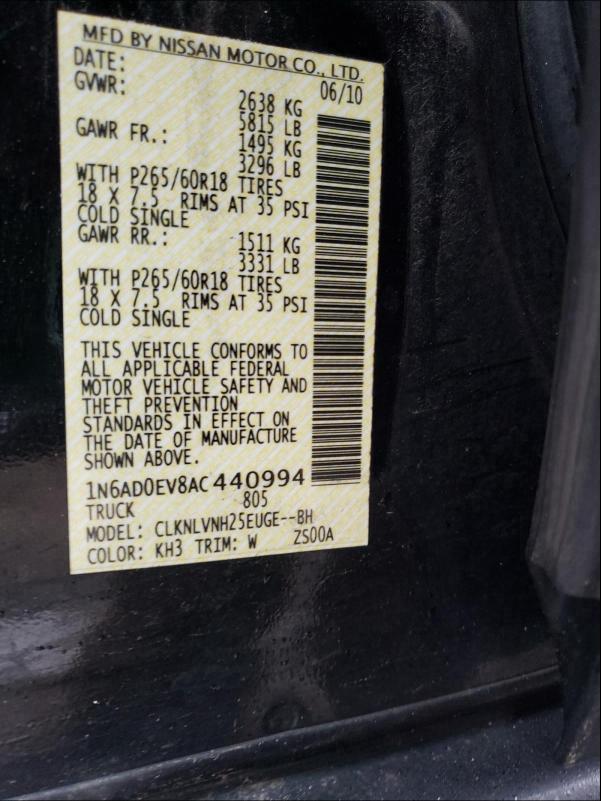 MFD BY NISSAN MOTOR CO., LTD.
DATE: 06/10
GVWR: 2638 KG
5815 LB
GAWR FR.: 1495 KG
3296 LB
WITH P265/60R18 TIRES
18 X 7.5 RIMS AT 35 PSI
COLD SINGLE
GAWR RR.: 1511 KG
3331 LB
WITH P265/60R18 TIRES
18 X 7.5 RIMS AT 35 PSI
COLD SINGLE
THIS VEHICLE CONFORMS TO
ALL APPLICABLE FEDERAL
MOTOR VEHICLE SAFETY AND
THEFT PREVENTION
STANDARDS IN EFFECT ON
THE DATE OF MANUFACTURE
SHOWN ABOVE.
1N6AD0EV8AC440994
TRUCK 805
MODEL: CLKNLVNH25EUGE--BH
COLOR: KH3 TRIM: W ZS00A